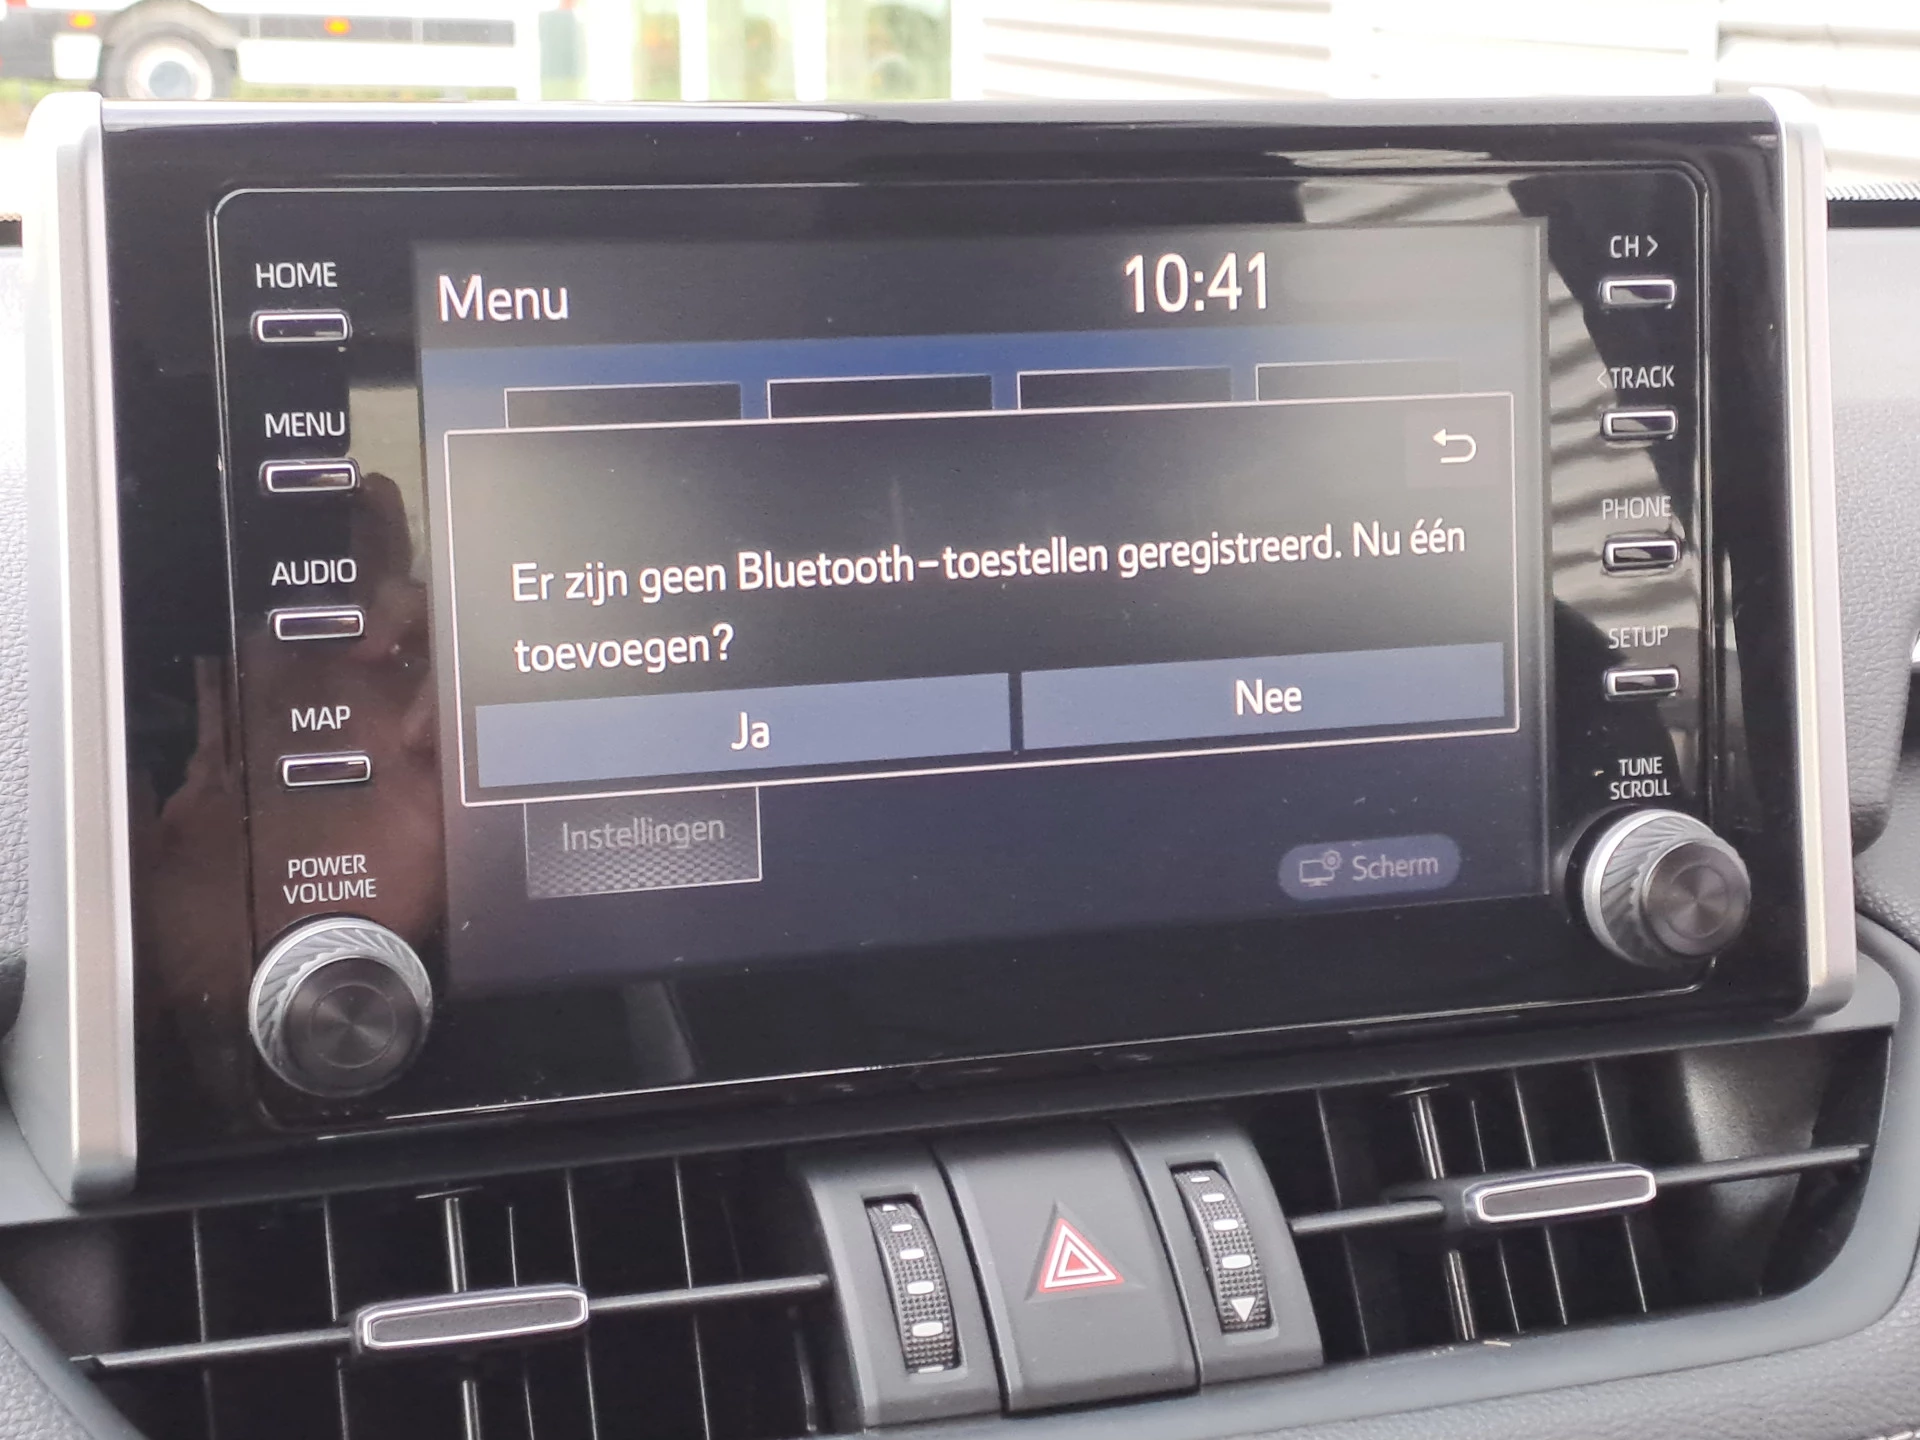 HOME
MENU
AUDIO
MAP
POWER
VOLUME
Menu
10:41
Er zijn geen Bluetooth-toestellen geregistreerd. Nu één
toevoegen?
Ja
Nee
Instellingen
Scherm
CH >
< TRACK
PHONE
SETUP
TUNE
SCROLL